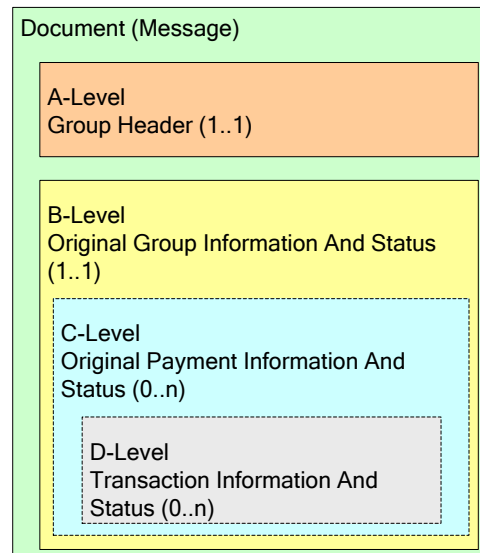 Document (Message)
A-Level
Group Header (1..1)
B-Level
Original Group Information And Status
(1..1)
C-Level
Original Payment Information And
Status (0..n)
D-Level
Transaction Information And
Status (0..n)